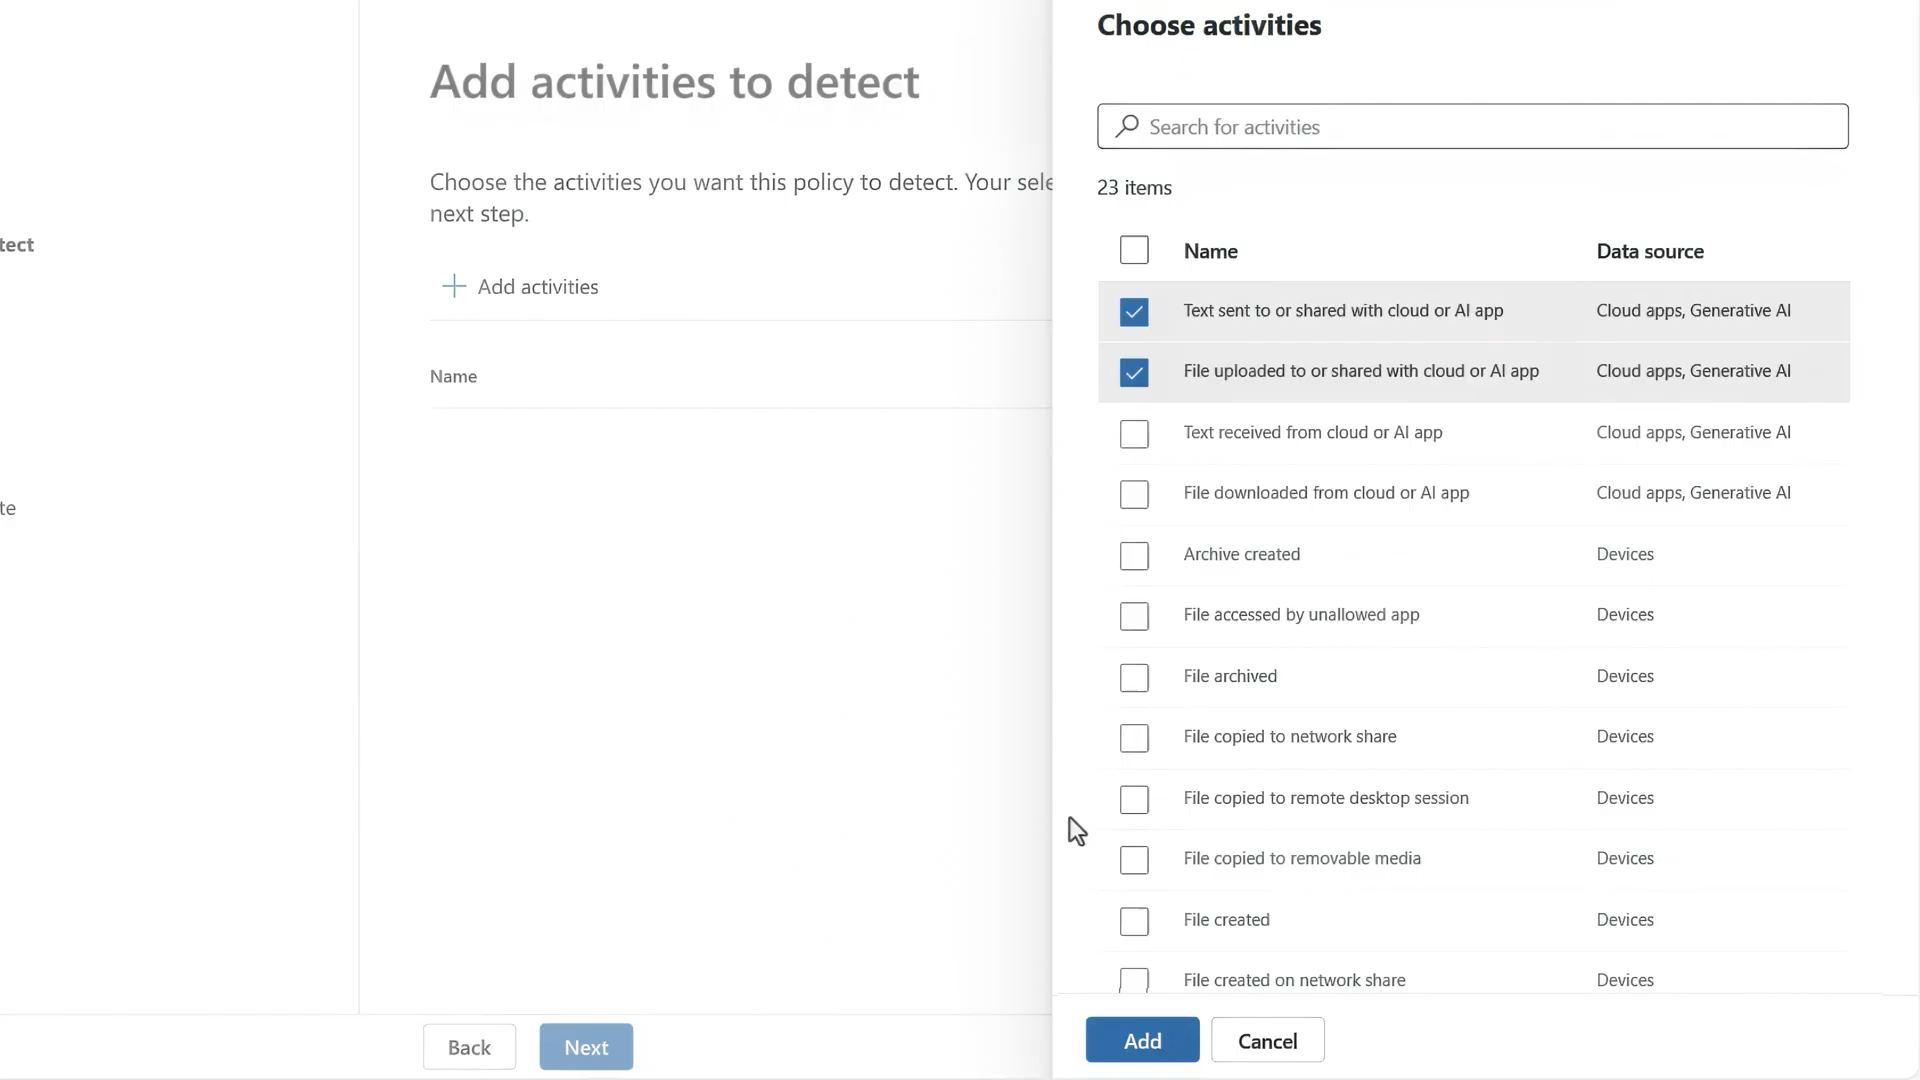 Choose activities
Add activities to detect
Search for activities
Choose the activities you want this policy to detect. Your sele
next step.
23 items
tect
Name Data source
Add activities
Text sent to or shared with cloud or AI app Cloud apps, Generative AI
File uploaded to or shared with cloud or AI app Cloud apps, Generative AI
Name
Text received from cloud or AI app Cloud apps, Generative AI
File downloaded from cloud or AI app Cloud apps, Generative AI
te
Archive created Devices
File accessed by unallowed app Devices
File archived Devices
File copied to network share Devices
File copied to remote desktop session Devices
File copied to removable media Devices
File created Devices
File created on network share Devices
Back Next
Add Cancel